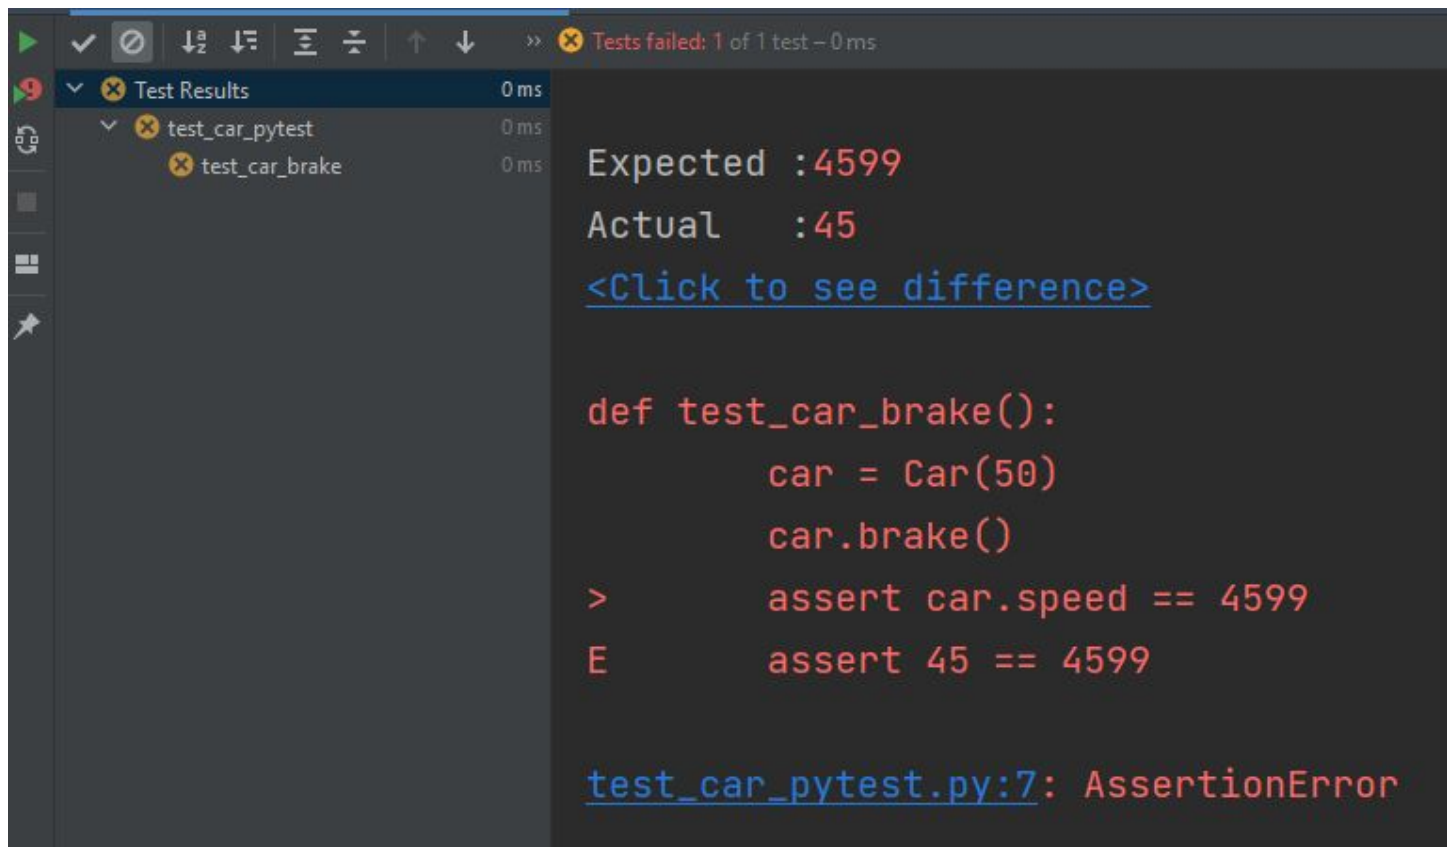 Tests failed: 1 of 1 test – 0 ms
Test Results 0 ms
test_car_pytest 0 ms
test_car_brake 0 ms
Expected :4599
Actual   :45
<Click to see difference>
def test_car_brake():
        car = Car(50)
        car.brake()
>       assert car.speed == 4599
E       assert 45 == 4599
test_car_pytest.py:7: AssertionError